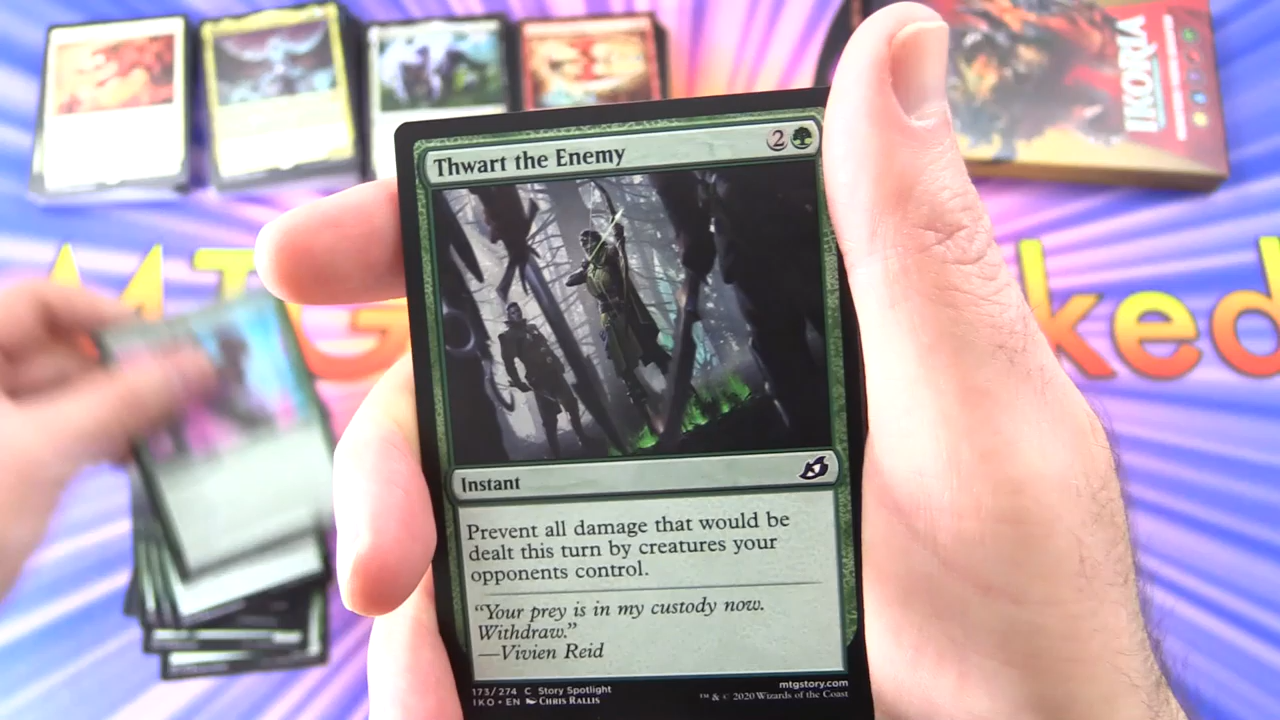 IKORIA
MTG
ked
Thwart the Enemy
2
Instant
Prevent all damage that would be
dealt this turn by creatures your
opponents control.
“Your prey is in my custody now.
Withdraw.”
—Vivien Reid
173/274 C Story Spotlight
IKO • EN Chris Rallis
mtgstory.com
™ & © 2020 Wizards of the Coast